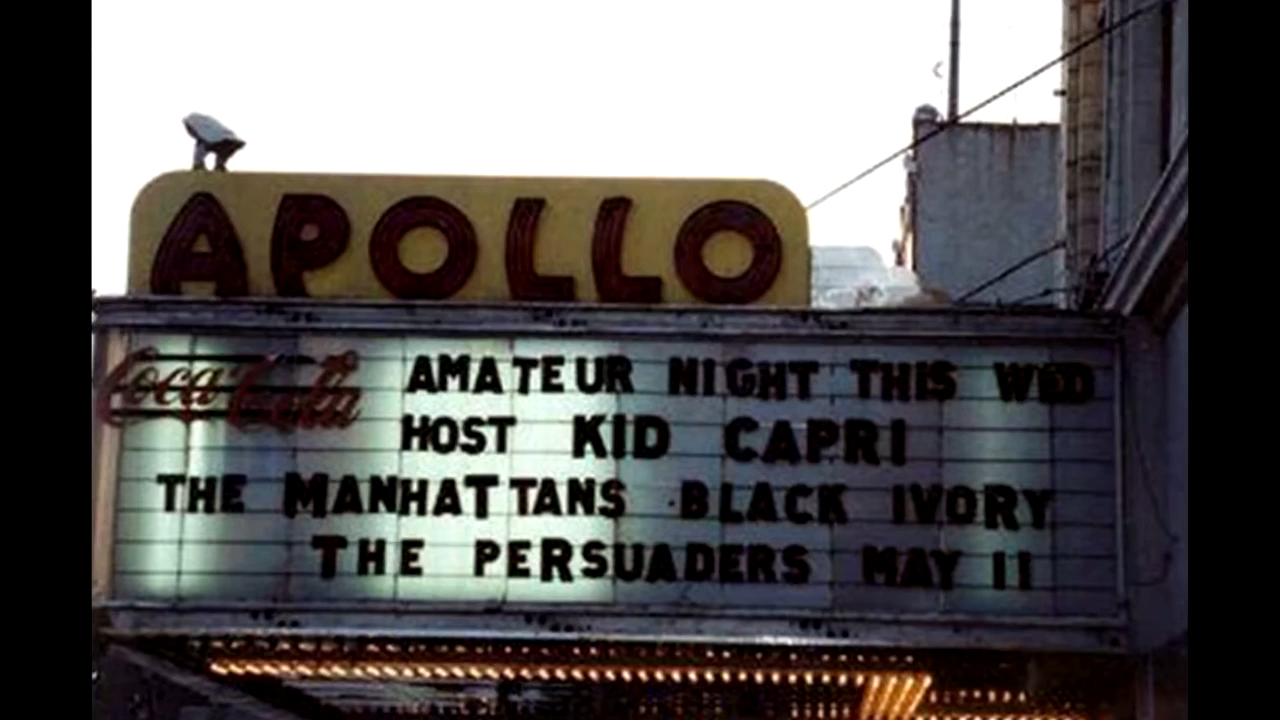 APOLLO
Coca-Cola
AMATEUR NIGHT THIS WED
HOST KID CAPRI
THE MANHATTANS BLACK IVORY
THE PERSUADERS MAY 11